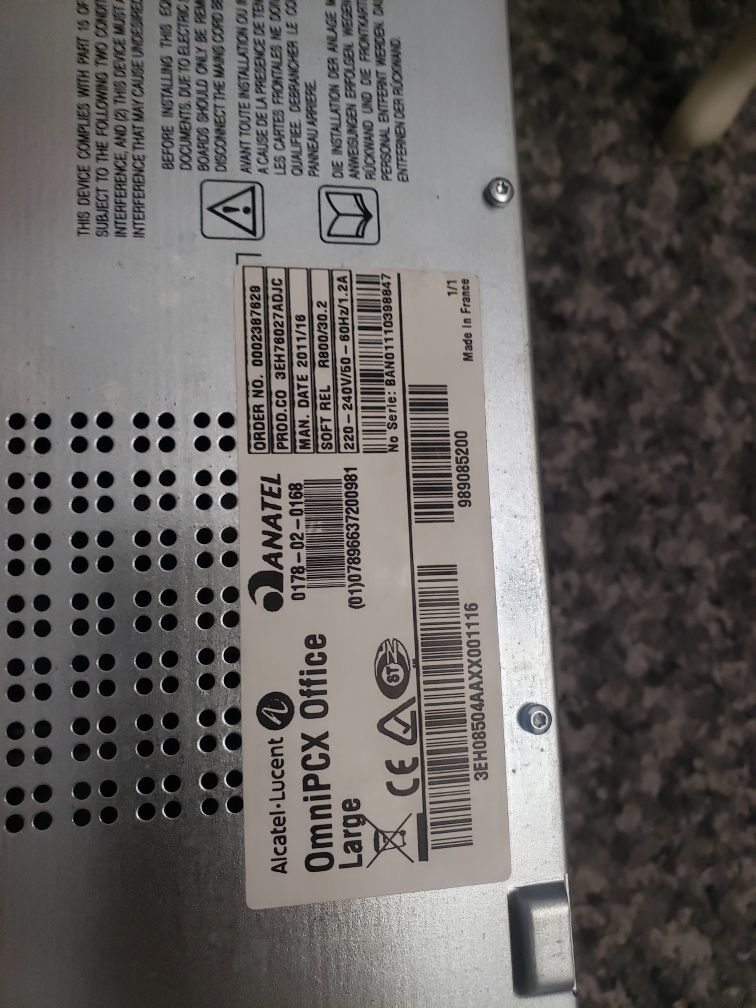 THIS DEVICE COMPLIES WITH PART 15 OF
SUBJECT TO THE FOLLOWING TWO CONDIT
INTERFERENCE, AND (2) THIS DEVICE MUST A
INTERFERENCE THAT MAY CAUSE UNDESIRED
BEFORE INSTALLING THIS EQ
DOCUMENTS. DUE TO ELECTRIC
BOARDS SHOULD ONLY BE REM
DISCONNECT THE MAINS CORD BE
AVANT TOUTE INSTALLATION OU I
A CAUSE DE LA PRESENCE DE TEN
LES CARTES FRONTALES NE DOI
QUALIFIEE. DEBRANCHER LE CO
PANNEAU ARRIERE.
DIE INSTALLATION DER ANLAGE M
ANWEISUNGEN ERFOLGEN. WEGEN
RÜCKWAND UND DIE FRONTKART
PERSONAL ENTFERNT WERDEN. DA
ENTFERNEN DER RÜCKWAND.
Alcatel·Lucent
OmniPCX Office
Large
CE
ANATEL
0178-02-0168
(01)07896637200981
ORDER NO. 0002387629
PROD.CO 3EH76027ADJC
MAN. DATE 2011/16
SOFT REL R800/30.2
220-240V/50-60Hz/1.2A
No Serie: BAN01110398847
3EH08504AAXX001116
989085200
1/1
Made In France